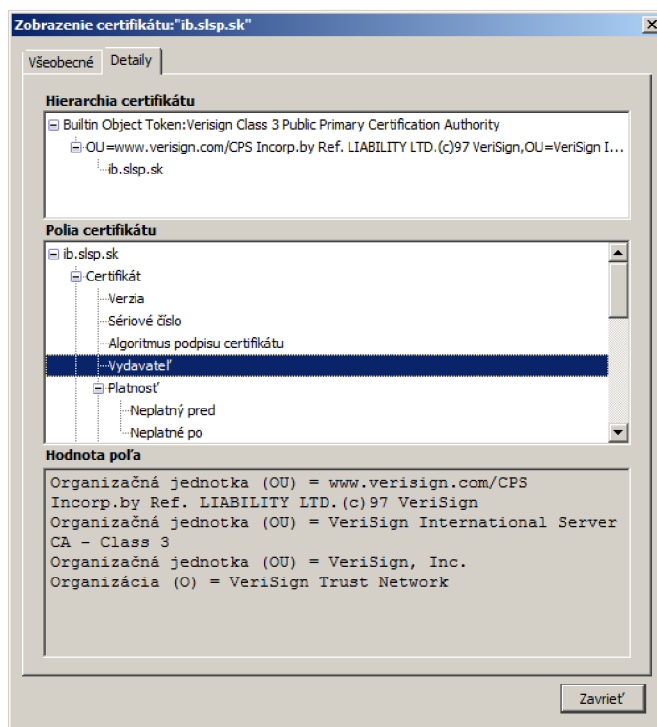 Zobrazenie certifikátu:"ib.slsp.sk"
Všeobecné
Detaily
Hierarchia certifikátu
Builtin Object Token:Verisign Class 3 Public Primary Certification Authority
OU=www.verisign.com/CPS Incorp.by Ref. LIABILITY LTD.(c)97 VeriSign,OU=VeriSign I...
ib.slsp.sk
Polia certifikátu
ib.slsp.sk
Certifikát
Verzia
Sériové číslo
Algoritmus podpisu certifikátu
Vydavateľ
Platnosť
Neplatný pred
Neplatné po
Hodnota poľa
Organizačná jednotka (OU) = www.verisign.com/CPS
Incorp.by Ref. LIABILITY LTD.(c)97 VeriSign
Organizačná jednotka (OU) = VeriSign International Server
CA - Class 3
Organizačná jednotka (OU) = VeriSign, Inc.
Organizácia (O) = VeriSign Trust Network
Zavrieť